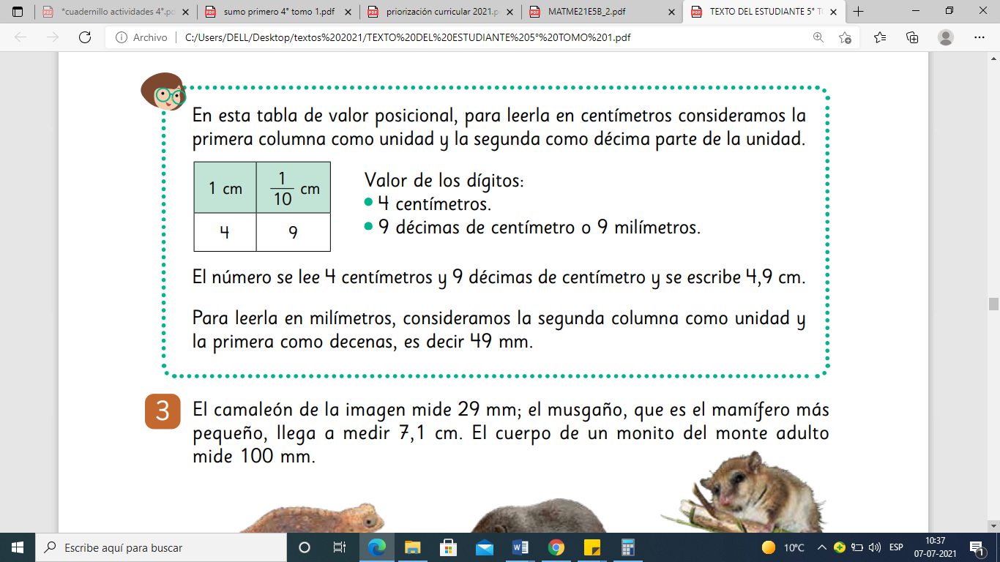 *cuadernillo actividades 4°.pd
sumo primero 4° tomo 1.pdf
priorización curricular 2021.p
MATME21E5B_2.pdf
TEXTO DEL ESTUDIANTE 5° T
Archivo
C:/Users/DELL/Desktop/textos%202021/TEXTO%20DEL%20ESTUDIANTE%205°%20TOMO%201.pdf
En esta tabla de valor posicional, para leerla en centímetros consideramos la
primera columna como unidad y la segunda como décima parte de la unidad.
1 cm 1/10 cm
4 9
Valor de los dígitos:
• 4 centímetros.
• 9 décimas de centímetro o 9 milímetros.
El número se lee 4 centímetros y 9 décimas de centímetro y se escribe 4,9 cm.
Para leerla en milímetros, consideramos la segunda columna como unidad y
la primera como decenas, es decir 49 mm.
3 El camaleón de la imagen mide 29 mm; el musgaño, que es el mamífero más
pequeño, llega a medir 7,1 cm. El cuerpo de un monito del monte adulto
mide 100 mm.
Escribe aquí para buscar
10°C
ESP
10:37
07-07-2021
1